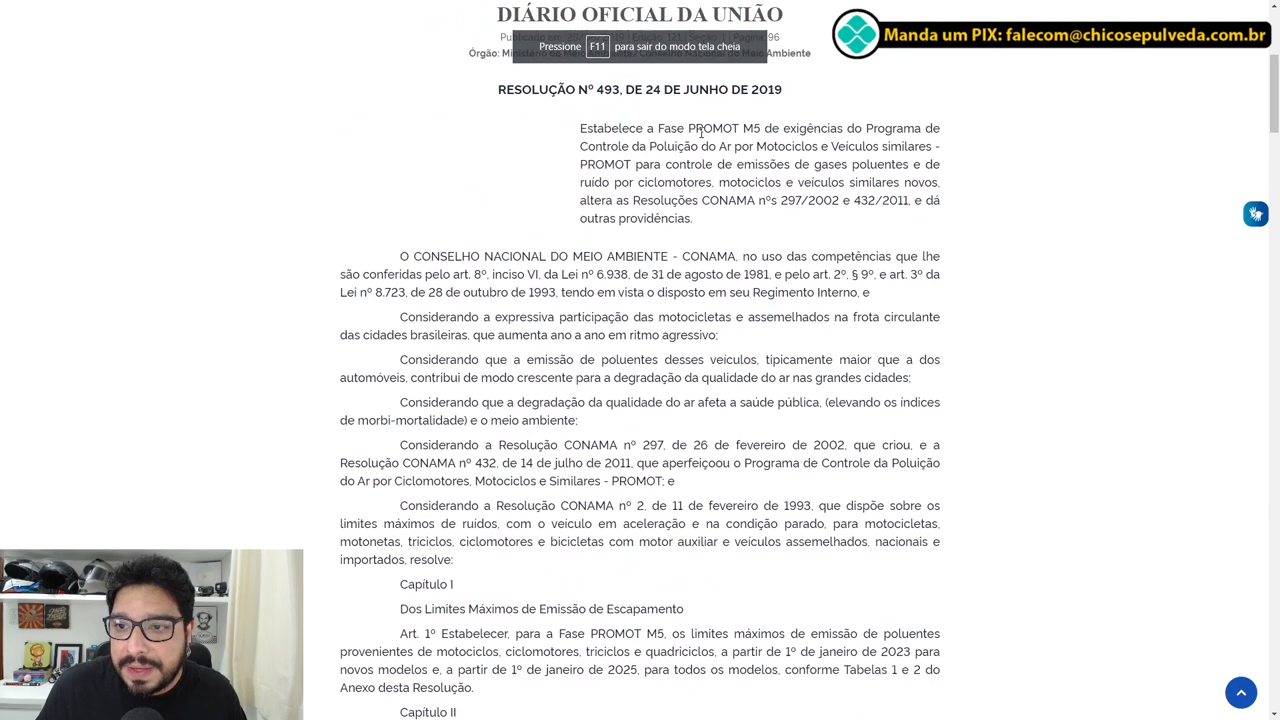 DIÁRIO OFICIAL DA UNIÃO
Manda um PIX: falecom@chicosepulveda.com.br
Pressione F11 para sair do modo tela cheia
Órgão: Ministério do Meio Ambiente/Conselho Nacional do Meio Ambiente
RESOLUÇÃO Nº 493, DE 24 DE JUNHO DE 2019
Estabelece a Fase PROMOT M5 de exigências do Programa de
Controle da Poluição do Ar por Motociclos e Veículos similares -
PROMOT para controle de emissões de gases poluentes e de
ruído por ciclomotores, motociclos e veículos similares novos,
altera as Resoluções CONAMA nºs 297/2002 e 432/2011, e dá
outras providências.
O CONSELHO NACIONAL DO MEIO AMBIENTE - CONAMA, no uso das competências que lhe
são conferidas pelo art. 8º, inciso VI, da Lei nº 6.938, de 31 de agosto de 1981, e pelo art. 2º, § 9º, e art. 3º da
Lei nº 8.723, de 28 de outubro de 1993, tendo em vista o disposto em seu Regimento Interno, e
Considerando a expressiva participação das motocicletas e assemelhados na frota circulante
das cidades brasileiras, que aumenta ano a ano em ritmo agressivo;
Considerando que a emissão de poluentes desses veículos, tipicamente maior que a dos
automóveis, contribui de modo crescente para a degradação da qualidade do ar nas grandes cidades;
Considerando que a degradação da qualidade do ar afeta a saúde pública, (elevando os índices
de morbi-mortalidade) e o meio ambiente;
Considerando a Resolução CONAMA nº 297, de 26 de fevereiro de 2002, que criou, e a
Resolução CONAMA nº 432, de 14 de julho de 2011, que aperfeiçoou o Programa de Controle da Poluição
do Ar por Ciclomotores, Motociclos e Similares - PROMOT; e
Considerando a Resolução CONAMA nº 2, de 11 de fevereiro de 1993, que dispõe sobre os
limites máximos de ruídos, com o veículo em aceleração e na condição parado, para motocicletas,
motonetas, triciclos, ciclomotores e bicicletas com motor auxiliar e veículos assemelhados, nacionais e
importados, resolve:
Capítulo I
Dos Limites Máximos de Emissão de Escapamento
Art. 1º Estabelecer, para a Fase PROMOT M5, os limites máximos de emissão de poluentes
provenientes de motociclos, ciclomotores, triciclos e quadriciclos, a partir de 1º de janeiro de 2023 para
novos modelos e, a partir de 1º de janeiro de 2025, para todos os modelos, conforme Tabelas 1 e 2 do
Anexo desta Resolução.
Capítulo II